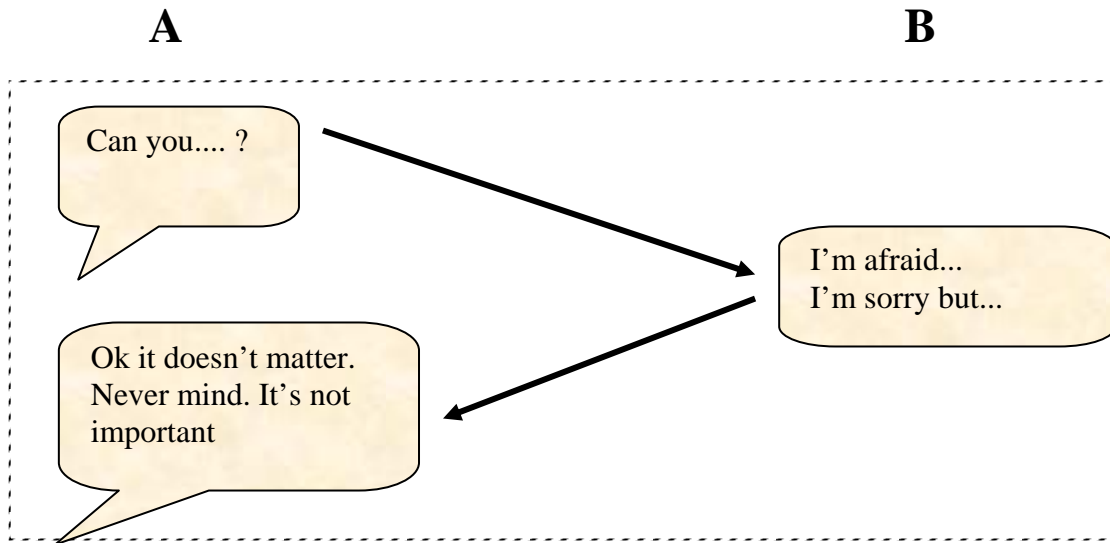 A
B
Can you.... ?
I’m afraid...
I’m sorry but...
Ok it doesn’t matter.
Never mind. It’s not
important